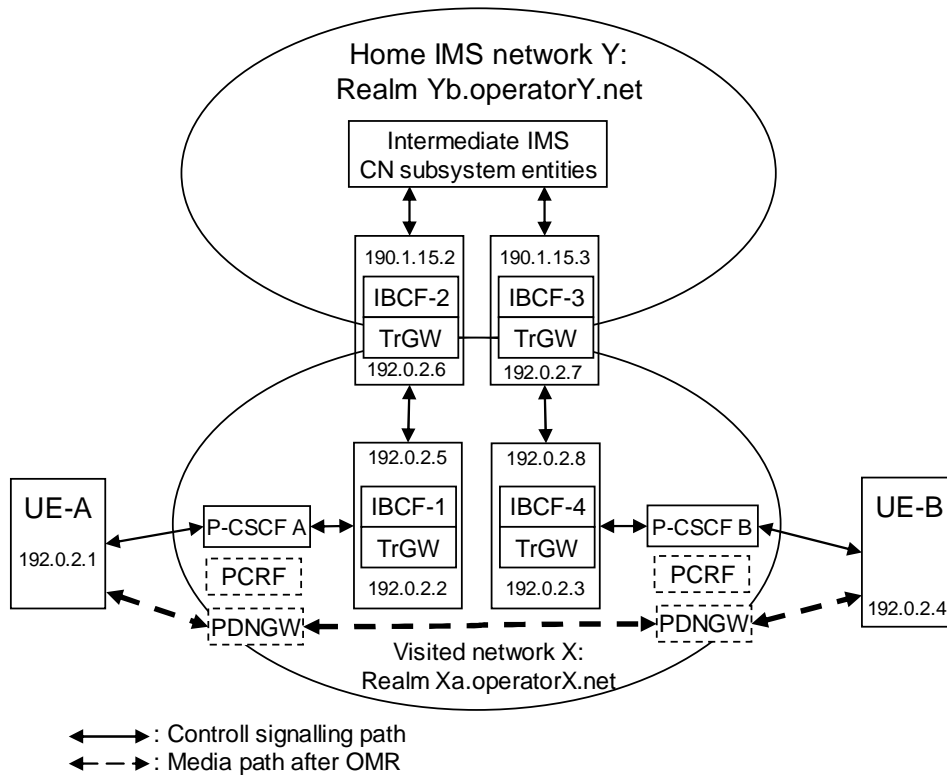 Home IMS network Y:
Realm Yb.operatorY.net
Intermediate IMS
CN subsystem entities
190.1.15.2
190.1.15.3
IBCF-2
IBCF-3
TrGW
TrGW
192.0.2.6
192.0.2.7
192.0.2.5
192.0.2.8
UE-A
UE-B
P-CSCF A
IBCF-1
IBCF-4
P-CSCF B
192.0.2.1
TrGW
TrGW
PCRF
PCRF
192.0.2.2
192.0.2.3
192.0.2.4
PDNGW
PDNGW
Visited network X:
Realm Xa.operatorX.net
: Controll signalling path
: Media path after OMR